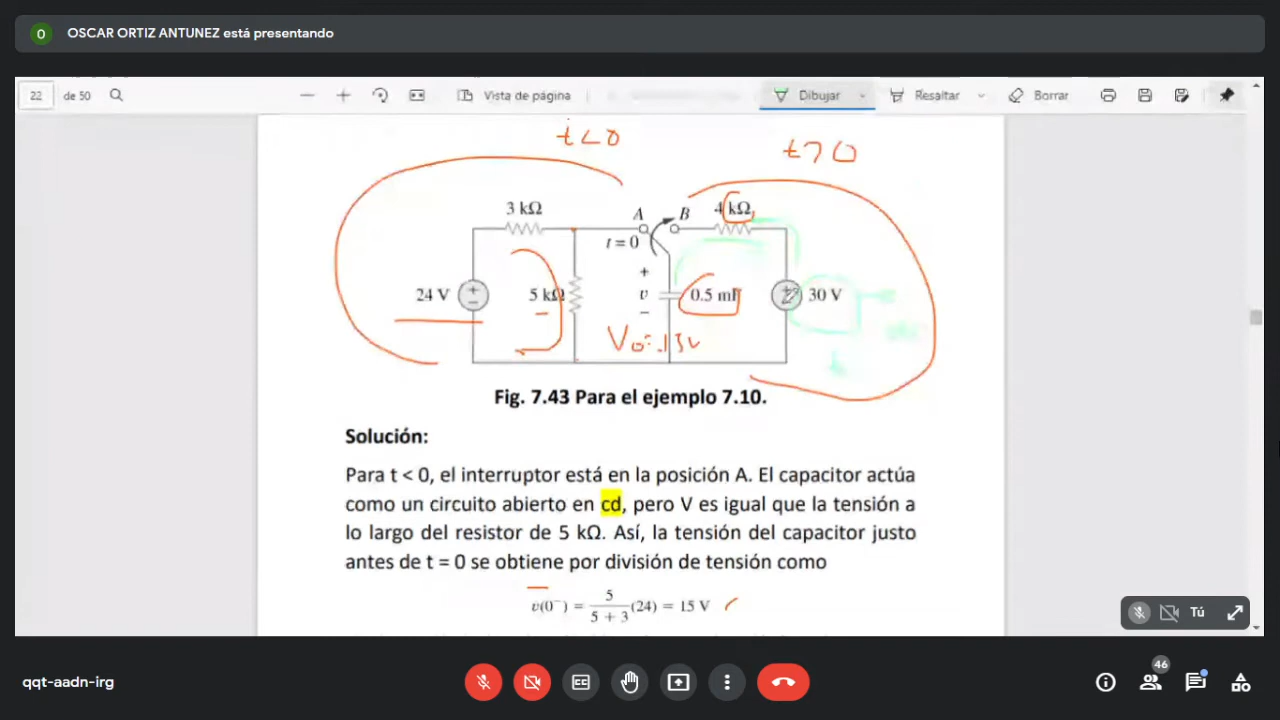 O
OSCAR ORTIZ ANTUNEZ está presentando
22 de 50
Vista de página
Dibujar
Resaltar
Borrar
t<0
t>0
3 kΩ
A
B
4 kΩ
t = 0
+
24 V
+
−
5 kΩ
v
0.5 mF
30 V
−
V₀=15v
Fig. 7.43 Para el ejemplo 7.10.
Solución:
Para t < 0, el interruptor está en la posición A. El capacitor actúa
como un circuito abierto en cd, pero V es igual que la tensión a
lo largo del resistor de 5 kΩ. Así, la tensión del capacitor justo
antes de t = 0 se obtiene por división de tensión como
v(0⁻) = 5 / (5 + 3) (24) = 15 V
Tú
qqt-aadn-irg
CC
46